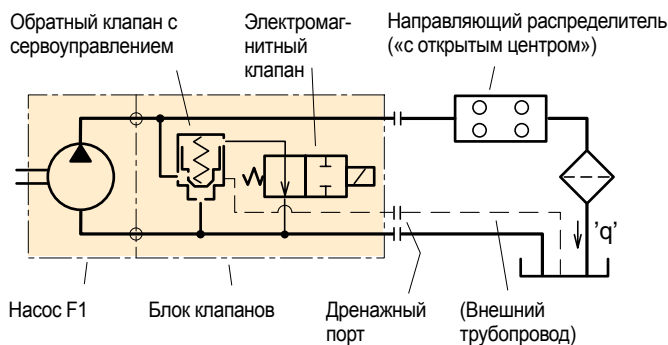 Обратный клапан с
сервоуправлением
Электромаг-
нитный
клапан
Направляющий распределитель
(«с открытым центром»)
'q'
Насос F1
Блок клапанов
Дренажный
порт
(Внешний
трубопровод)